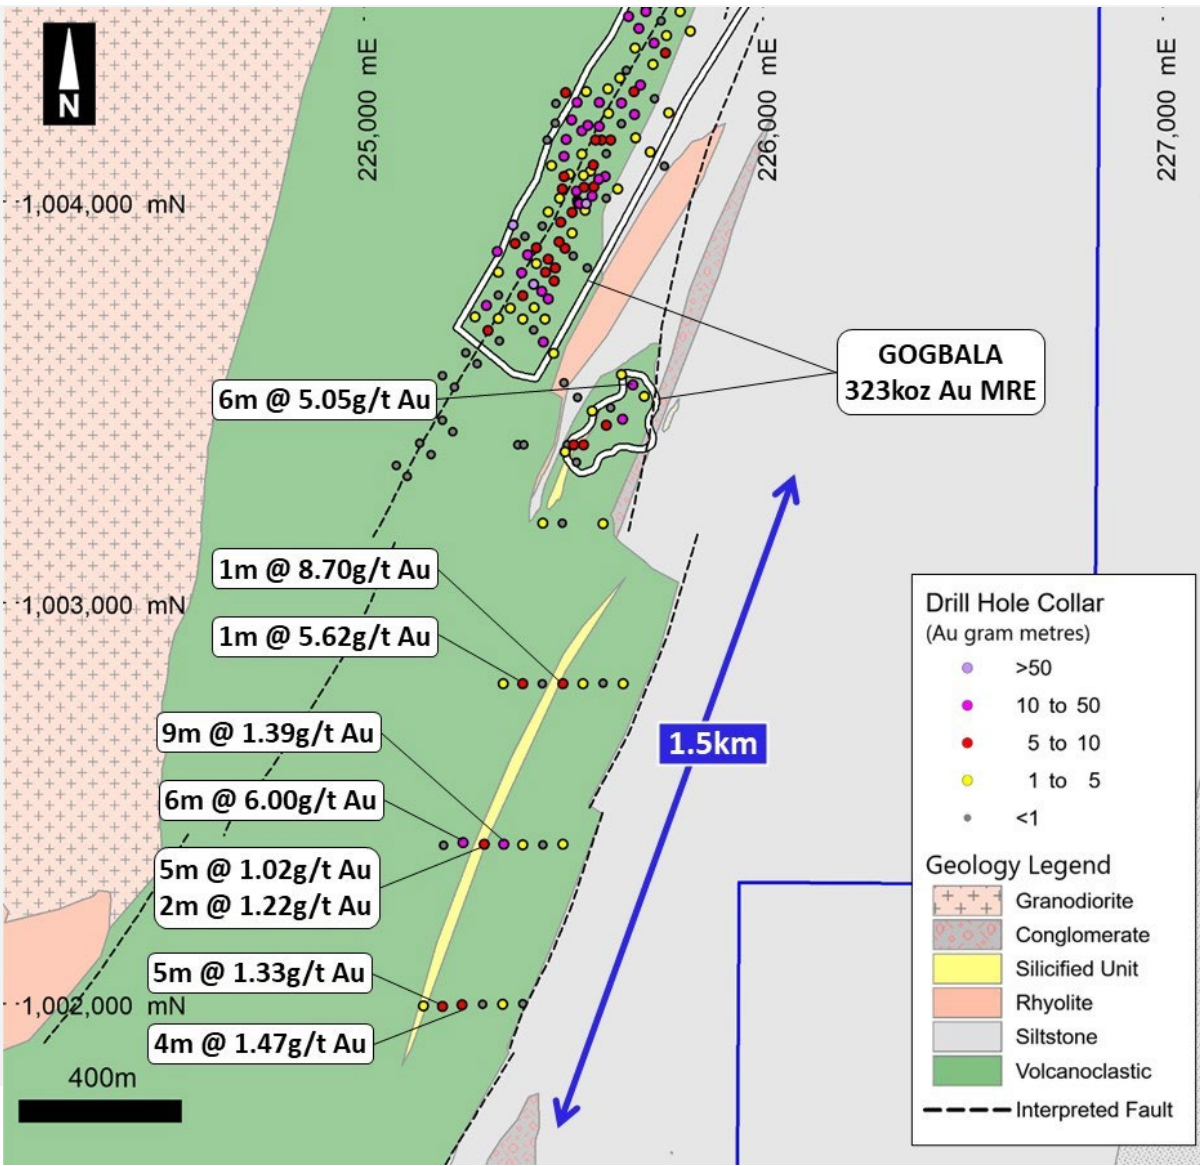 N
225,000 mE
226,000 mE
227,000 mE
1,004,000 mN
GOGBALA
323koz Au MRE
6m @ 5.05g/t Au
1m @ 8.70g/t Au
1,003,000 mN
1m @ 5.62g/t Au
9m @ 1.39g/t Au
1.5km
6m @ 6.00g/t Au
5m @ 1.02g/t Au
2m @ 1.22g/t Au
5m @ 1.33g/t Au
1,002,000 mN
4m @ 1.47g/t Au
400m
Drill Hole Collar
(Au gram metres)
>50
10 to 50
5 to 10
1 to 5
<1
Geology Legend
Granodiorite
Conglomerate
Silicified Unit
Rhyolite
Siltstone
Volcanoclastic
Interpreted Fault